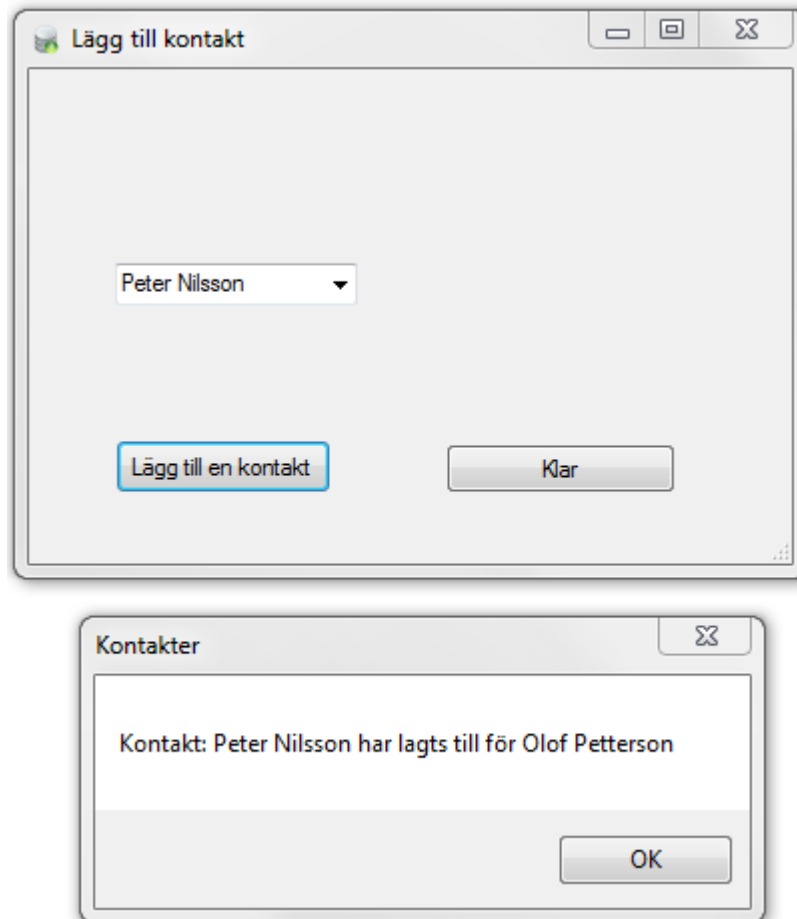 Lägg till kontakt
Peter Nilsson
Lägg till en kontakt
Klar
Kontakter
Kontakt: Peter Nilsson har lagts till för Olof Petterson
OK